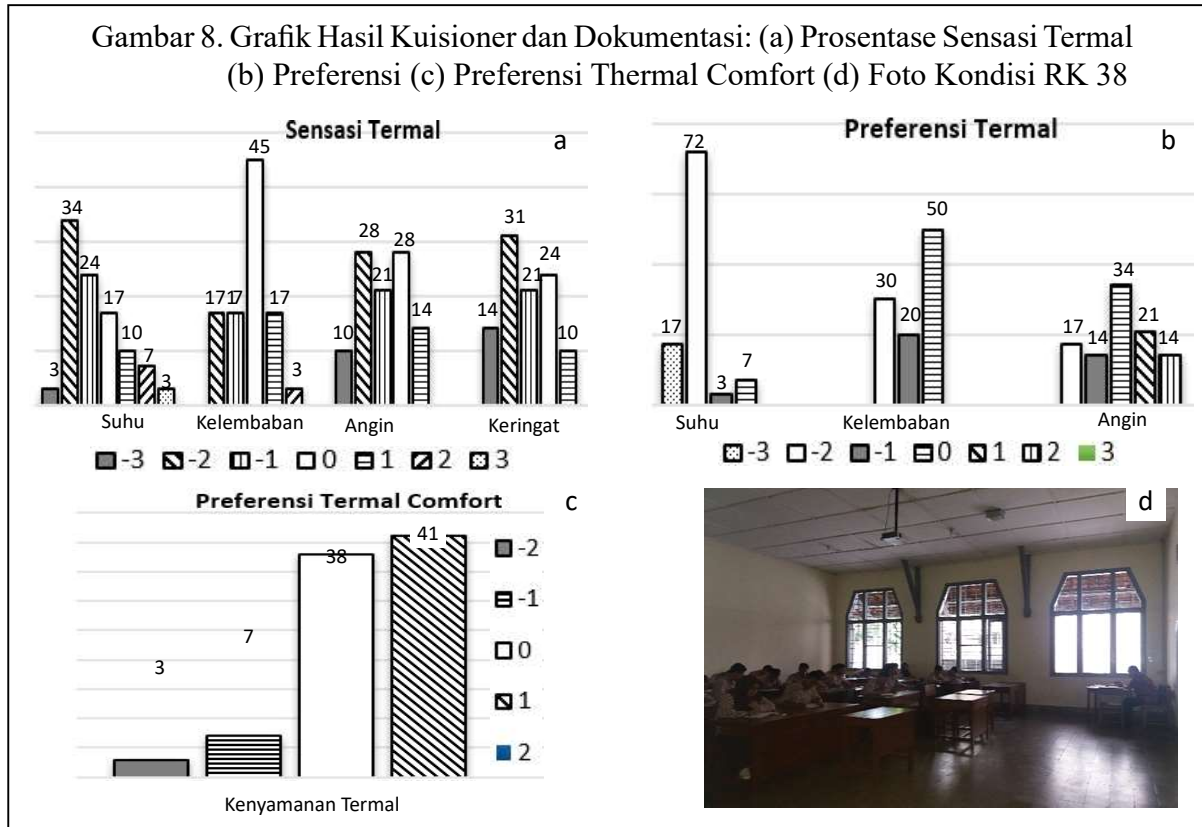 Gambar 8. Grafik Hasil Kuisioner dan Dokumentasi: (a) Prosentase Sensasi Termal
(b) Preferensi (c) Preferensi Thermal Comfort (d) Foto Kondisi RK 38
Sensasi Termal
a
3 34 24 17 10 7 3
17 17 45 17 3
10 28 21 28 14
14 31 21 24 10
Suhu Kelembaban Angin Keringat
-3 -2 -1 0 1 2 3
Preferensi Termal
b
17 72 3 7
30 20 50
17 14 34 21 14
Suhu Kelembaban Angin
-3 -2 -1 0 1 2 3
Preferensi Termal Comfort
c
3 7 38 41
-2
-1
0
1
2
Kenyamanan Termal
d